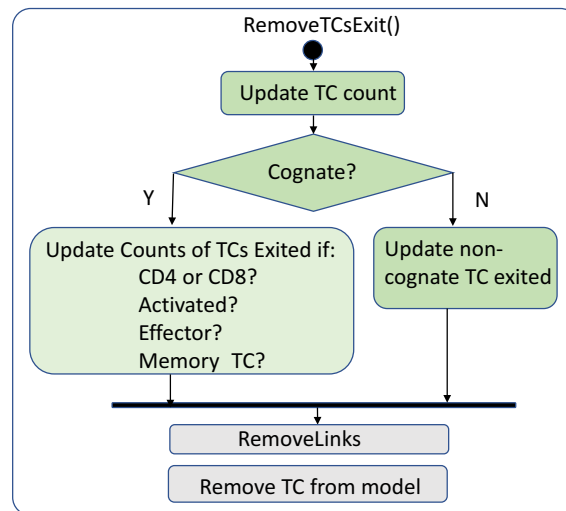 RemoveTCsExit()
Update TC count
Cognate?
Y
N
Update Counts of TCs Exited if:
CD4 or CD8?
Activated?
Effector?
Memory TC?
Update non-
cognate TC exited
RemoveLinks
Remove TC from model